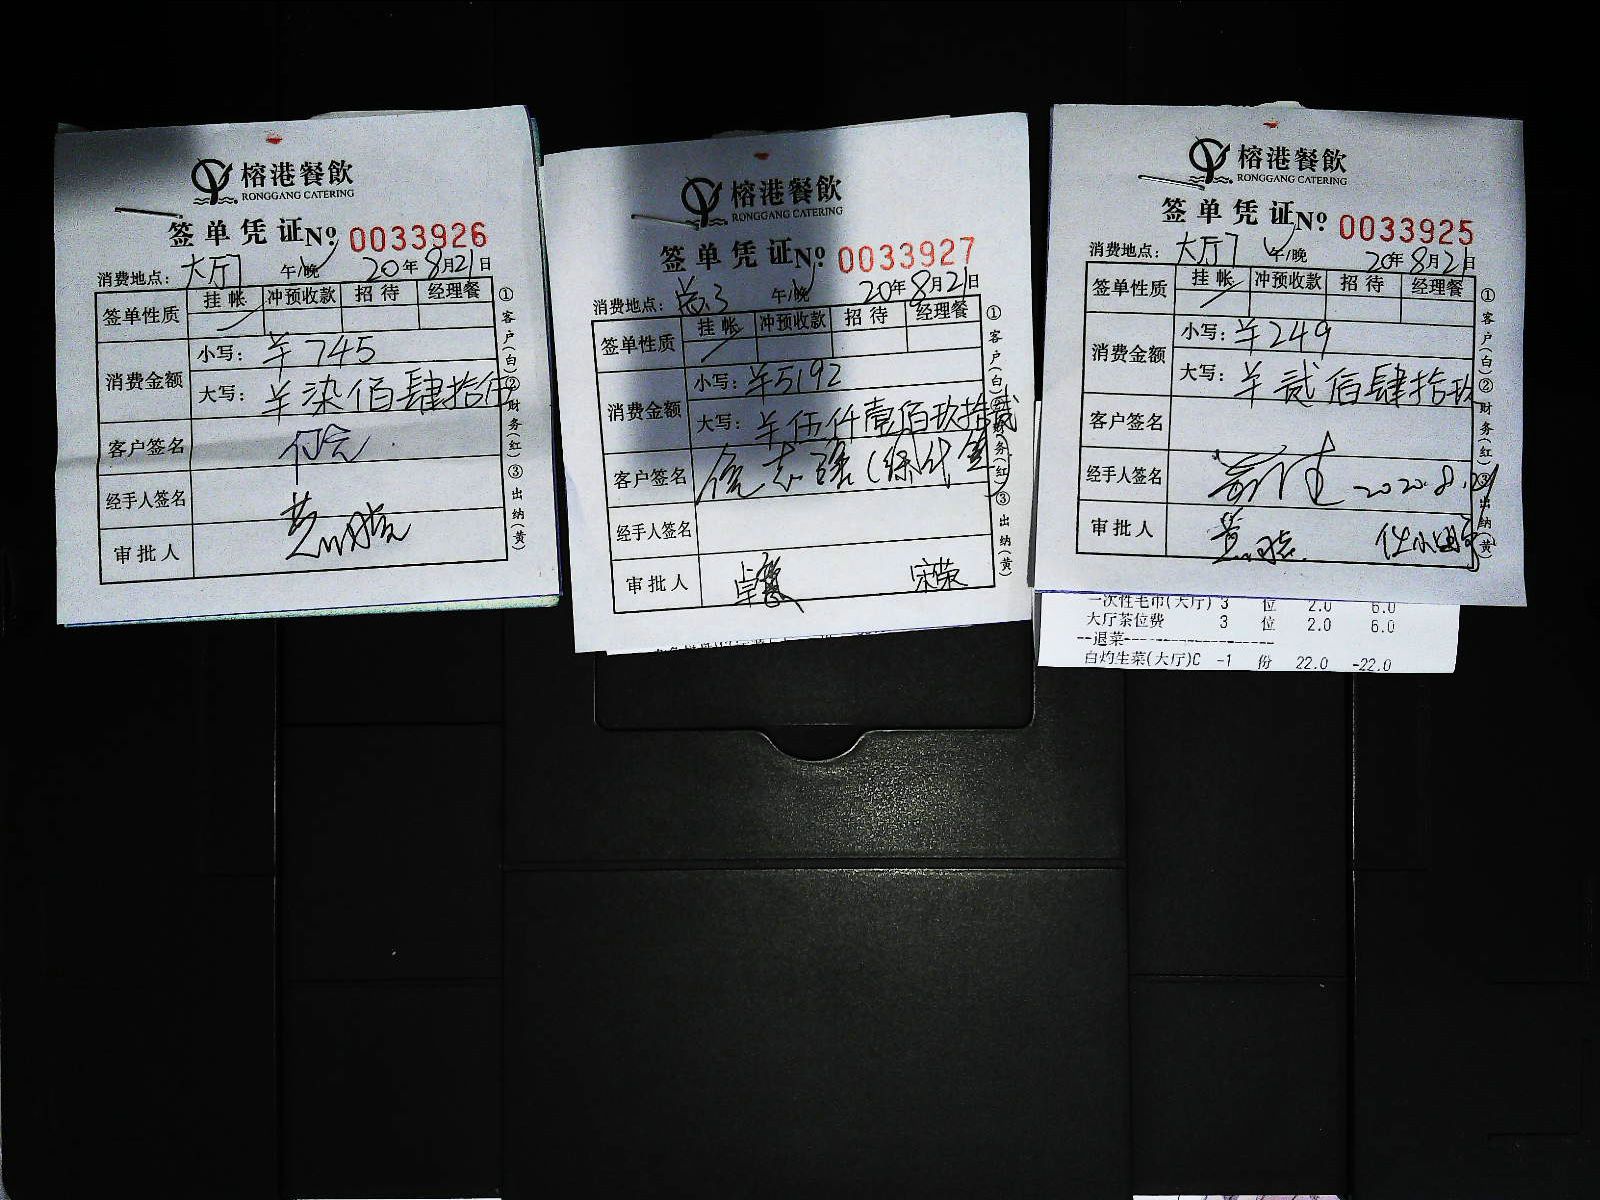 榕港餐飲
RONGGANG CATERING
签单凭证 No 0033926
消费地点: 大厅 午/晚 20年8月21日
签单性质 挂帐 冲预收款 招待 经理餐
消费金额
小写: ¥745
大写: ¥柒佰肆拾伍
客户签名
经手人签名
审批人
①客户(白)②财务(红)③出纳(黄)
榕港餐飲
RONGGANG CATERING
签单凭证 No 0033927
消费地点: 总3 午/晚 20年8月21日
签单性质 挂帐 冲预收款 招待 经理餐
消费金额
小写: ¥5192
大写: ¥伍仟壹佰玖拾贰
客户签名
经手人签名
审批人 宋荣
①客户(白)②财务(红)③出纳(黄)
榕港餐飲
RONGGANG CATERING
签单凭证 No 0033925
消费地点: 大厅 午/晚 20年8月21日
签单性质 挂帐 冲预收款 招待 经理餐
消费金额
小写: ¥249
大写: ¥贰佰肆拾玖
客户签名
经手人签名 2020.8.21
审批人
①客户(白)②财务(红)③出纳(黄)
一次性毛巾(大厅) 3 位 2.0 6.0
大厅茶位费 3 位 2.0 6.0
--退菜--------------------
白灼生菜(大厅)C -1 份 22.0 -22.0